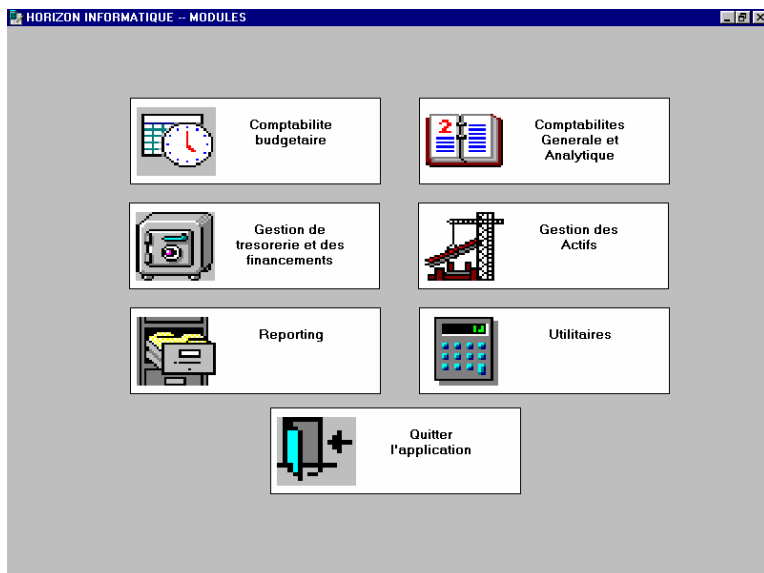 HORIZON INFORMATIQUE -- MODULES
Comptabilite
budgetaire
2
Comptabilites
Generale et
Analytique
Gestion de
tresorerie et des
financements
Gestion des
Actifs
Reporting
Utilitaires
Quitter
l'application